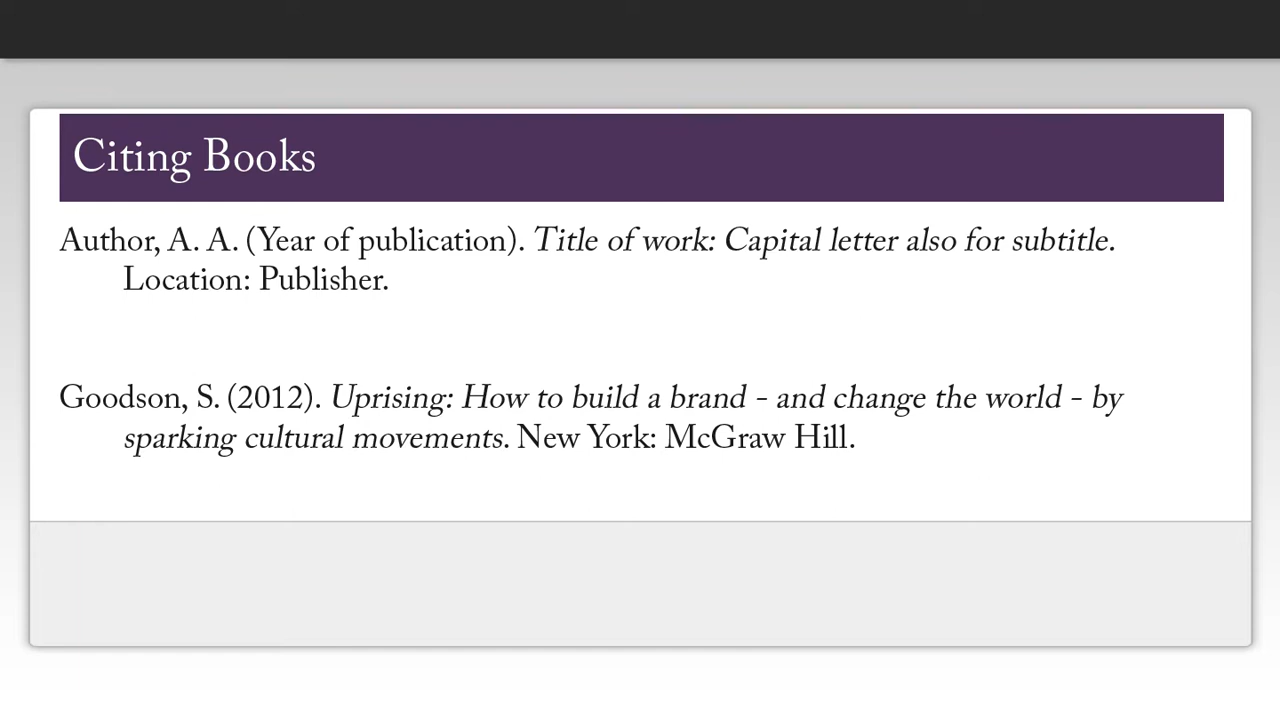 Citing Books
Author, A. A. (Year of publication). Title of work: Capital letter also for subtitle.
Location: Publisher.
Goodson, S. (2012). Uprising: How to build a brand - and change the world - by
sparking cultural movements. New York: McGraw Hill.